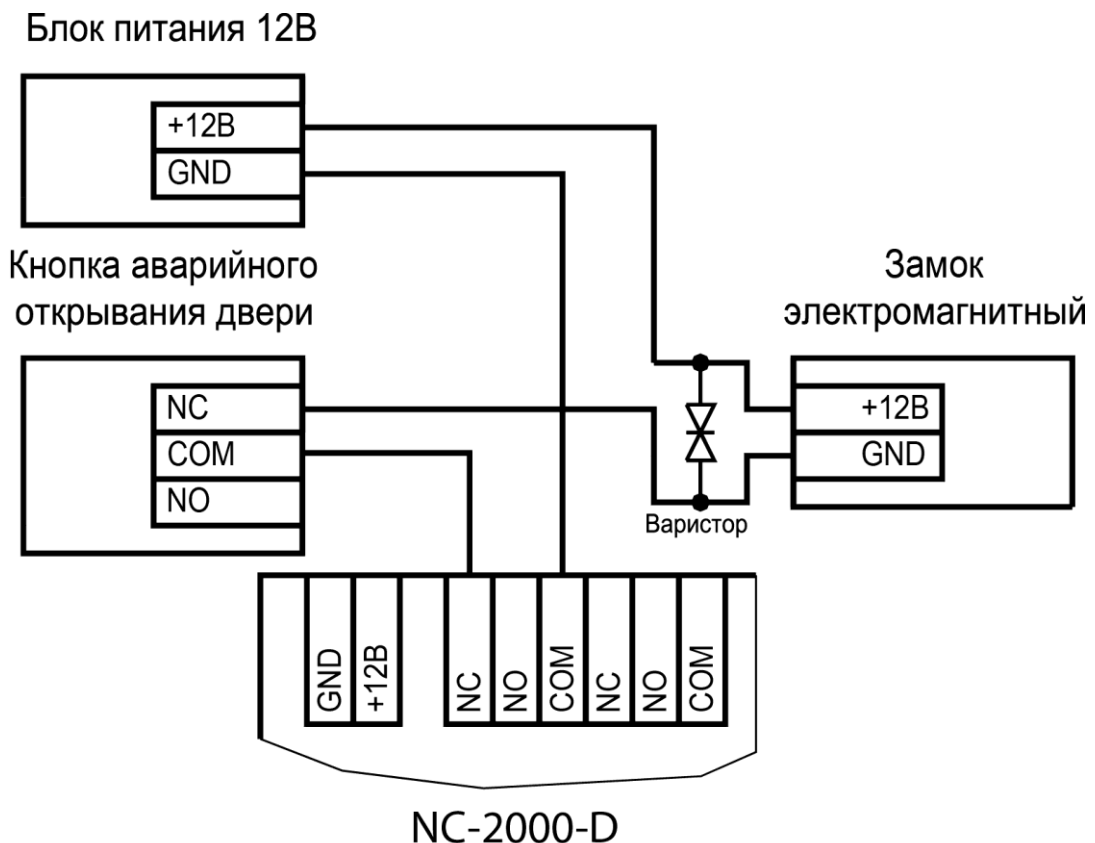 Блок питания 12В
+12В
GND
Кнопка аварийного
открывания двери
NC
COM
NO
Замок
электромагнитный
+12В
GND
Варистор
GND
+12В
NC
NO
COM
NC
NO
COM
NC-2000-D